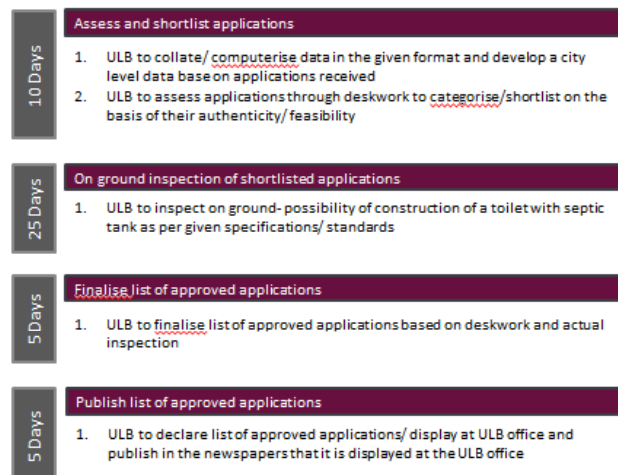 10 Days
Assess and shortlist applications
1. ULB to collate/ computerise data in the given format and develop a city
level data base on applications received
2. ULB to assess applications through deskwork to categorise/shortlist on the
basis of their authenticity/ feasibility
25 Days
On ground inspection of shortlisted applications
1. ULB to inspect on ground- possibility of construction of a toilet with septic
tank as per given specifications/ standards
5 Days
Finalise list of approved applications
1. ULB to finalise list of approved applications based on deskwork and actual
inspection
5 Days
Publish list of approved applications
1. ULB to declare list of approved applications/ display at ULB office and
publish in the newspapers that it is displayed at the ULB office